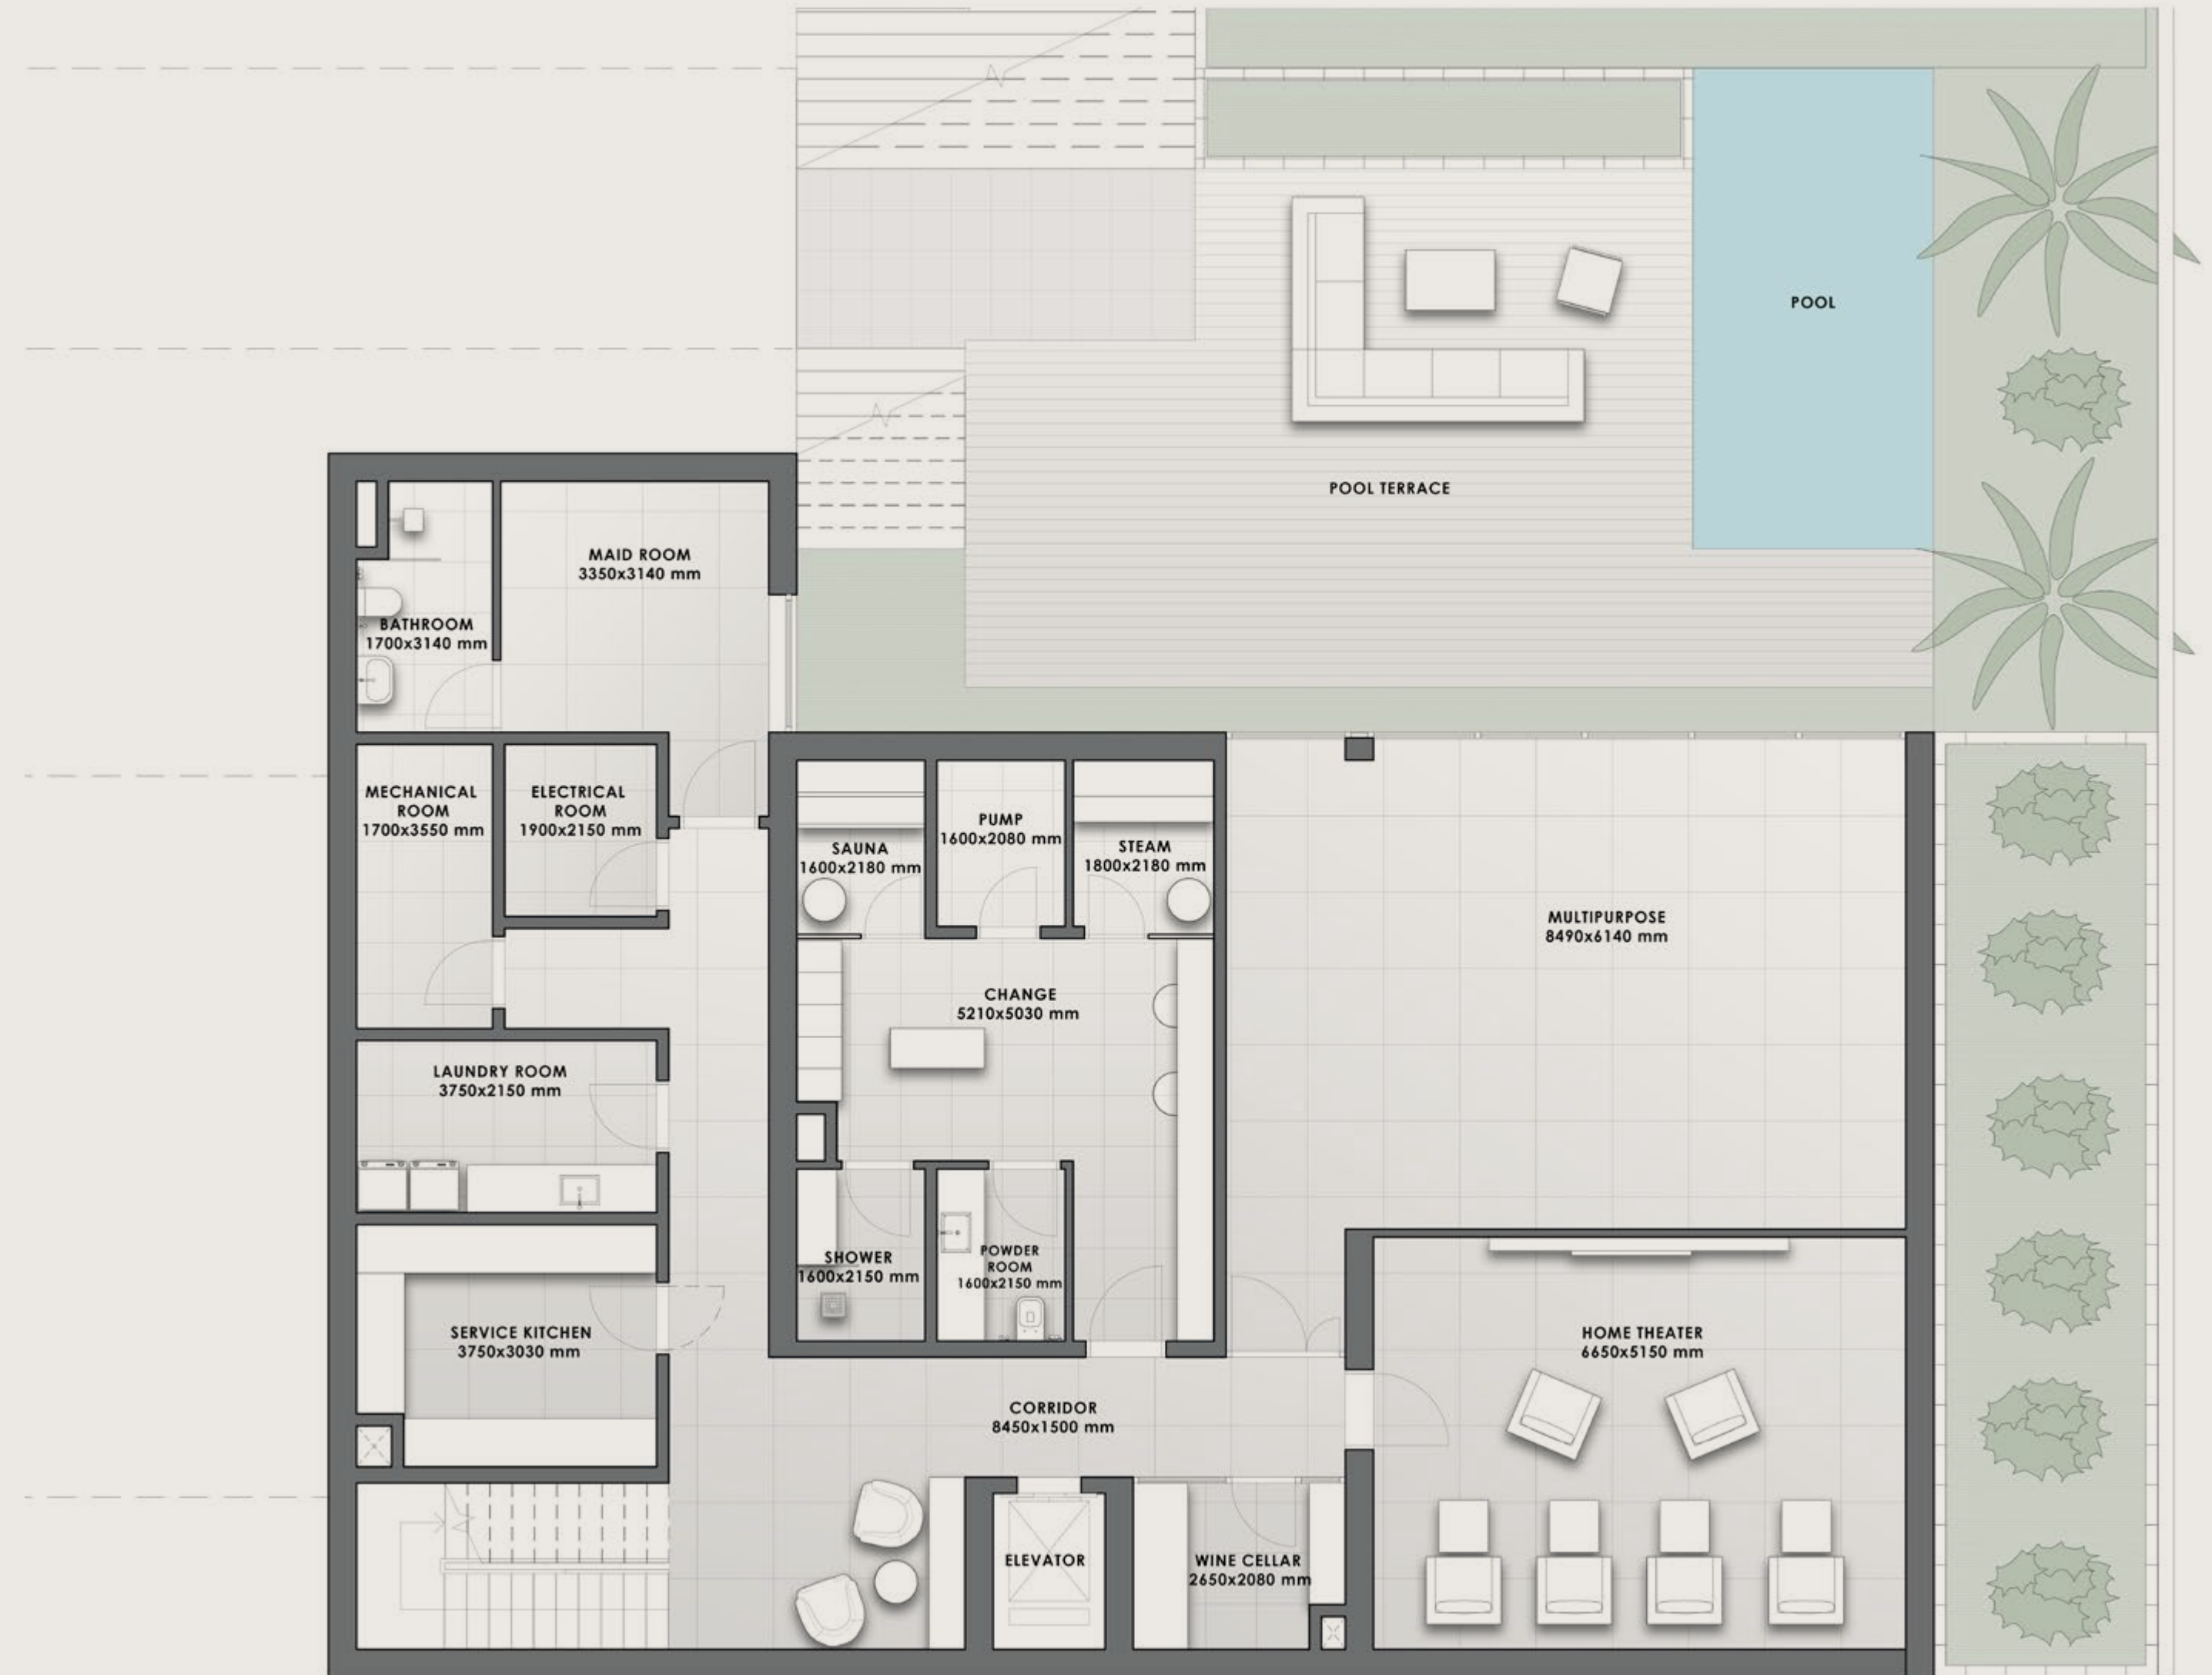 POOL
POOL TERRACE
MAID ROOM
3350x3140 mm
BATHROOM
1700x3140 mm
MECHANICAL
ROOM
1700x3550 mm
ELECTRICAL
ROOM
1900x2150 mm
SAUNA
1600x2180 mm
PUMP
1600x2080 mm
STEAM
1800x2180 mm
MULTIPURPOSE
8490x6140 mm
CHANGE
5210x5030 mm
LAUNDRY ROOM
3750x2150 mm
SHOWER
1600x2150 mm
POWDER
ROOM
1600x2150 mm
SERVICE KITCHEN
3750x3030 mm
HOME THEATER
6650x5150 mm
CORRIDOR
8450x1500 mm
ELEVATOR
WINE CELLAR
2650x2080 mm